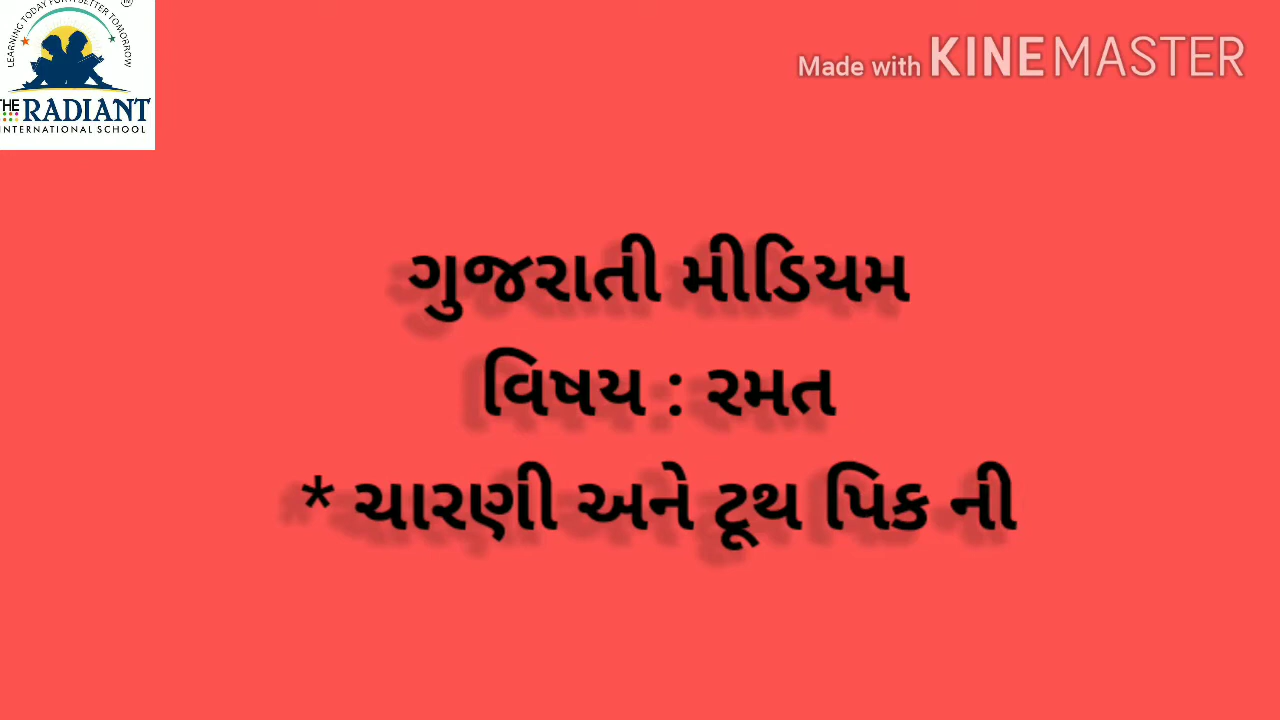 LEARNING TODAY FOR A BETTER TOMORROW
THE RADIANT
INTERNATIONAL SCHOOL
Made with KINEMASTER
ગુજરાતી મીડિયમ
વિષય : રમત
* ચારણી અને ટૂથ પિક ની